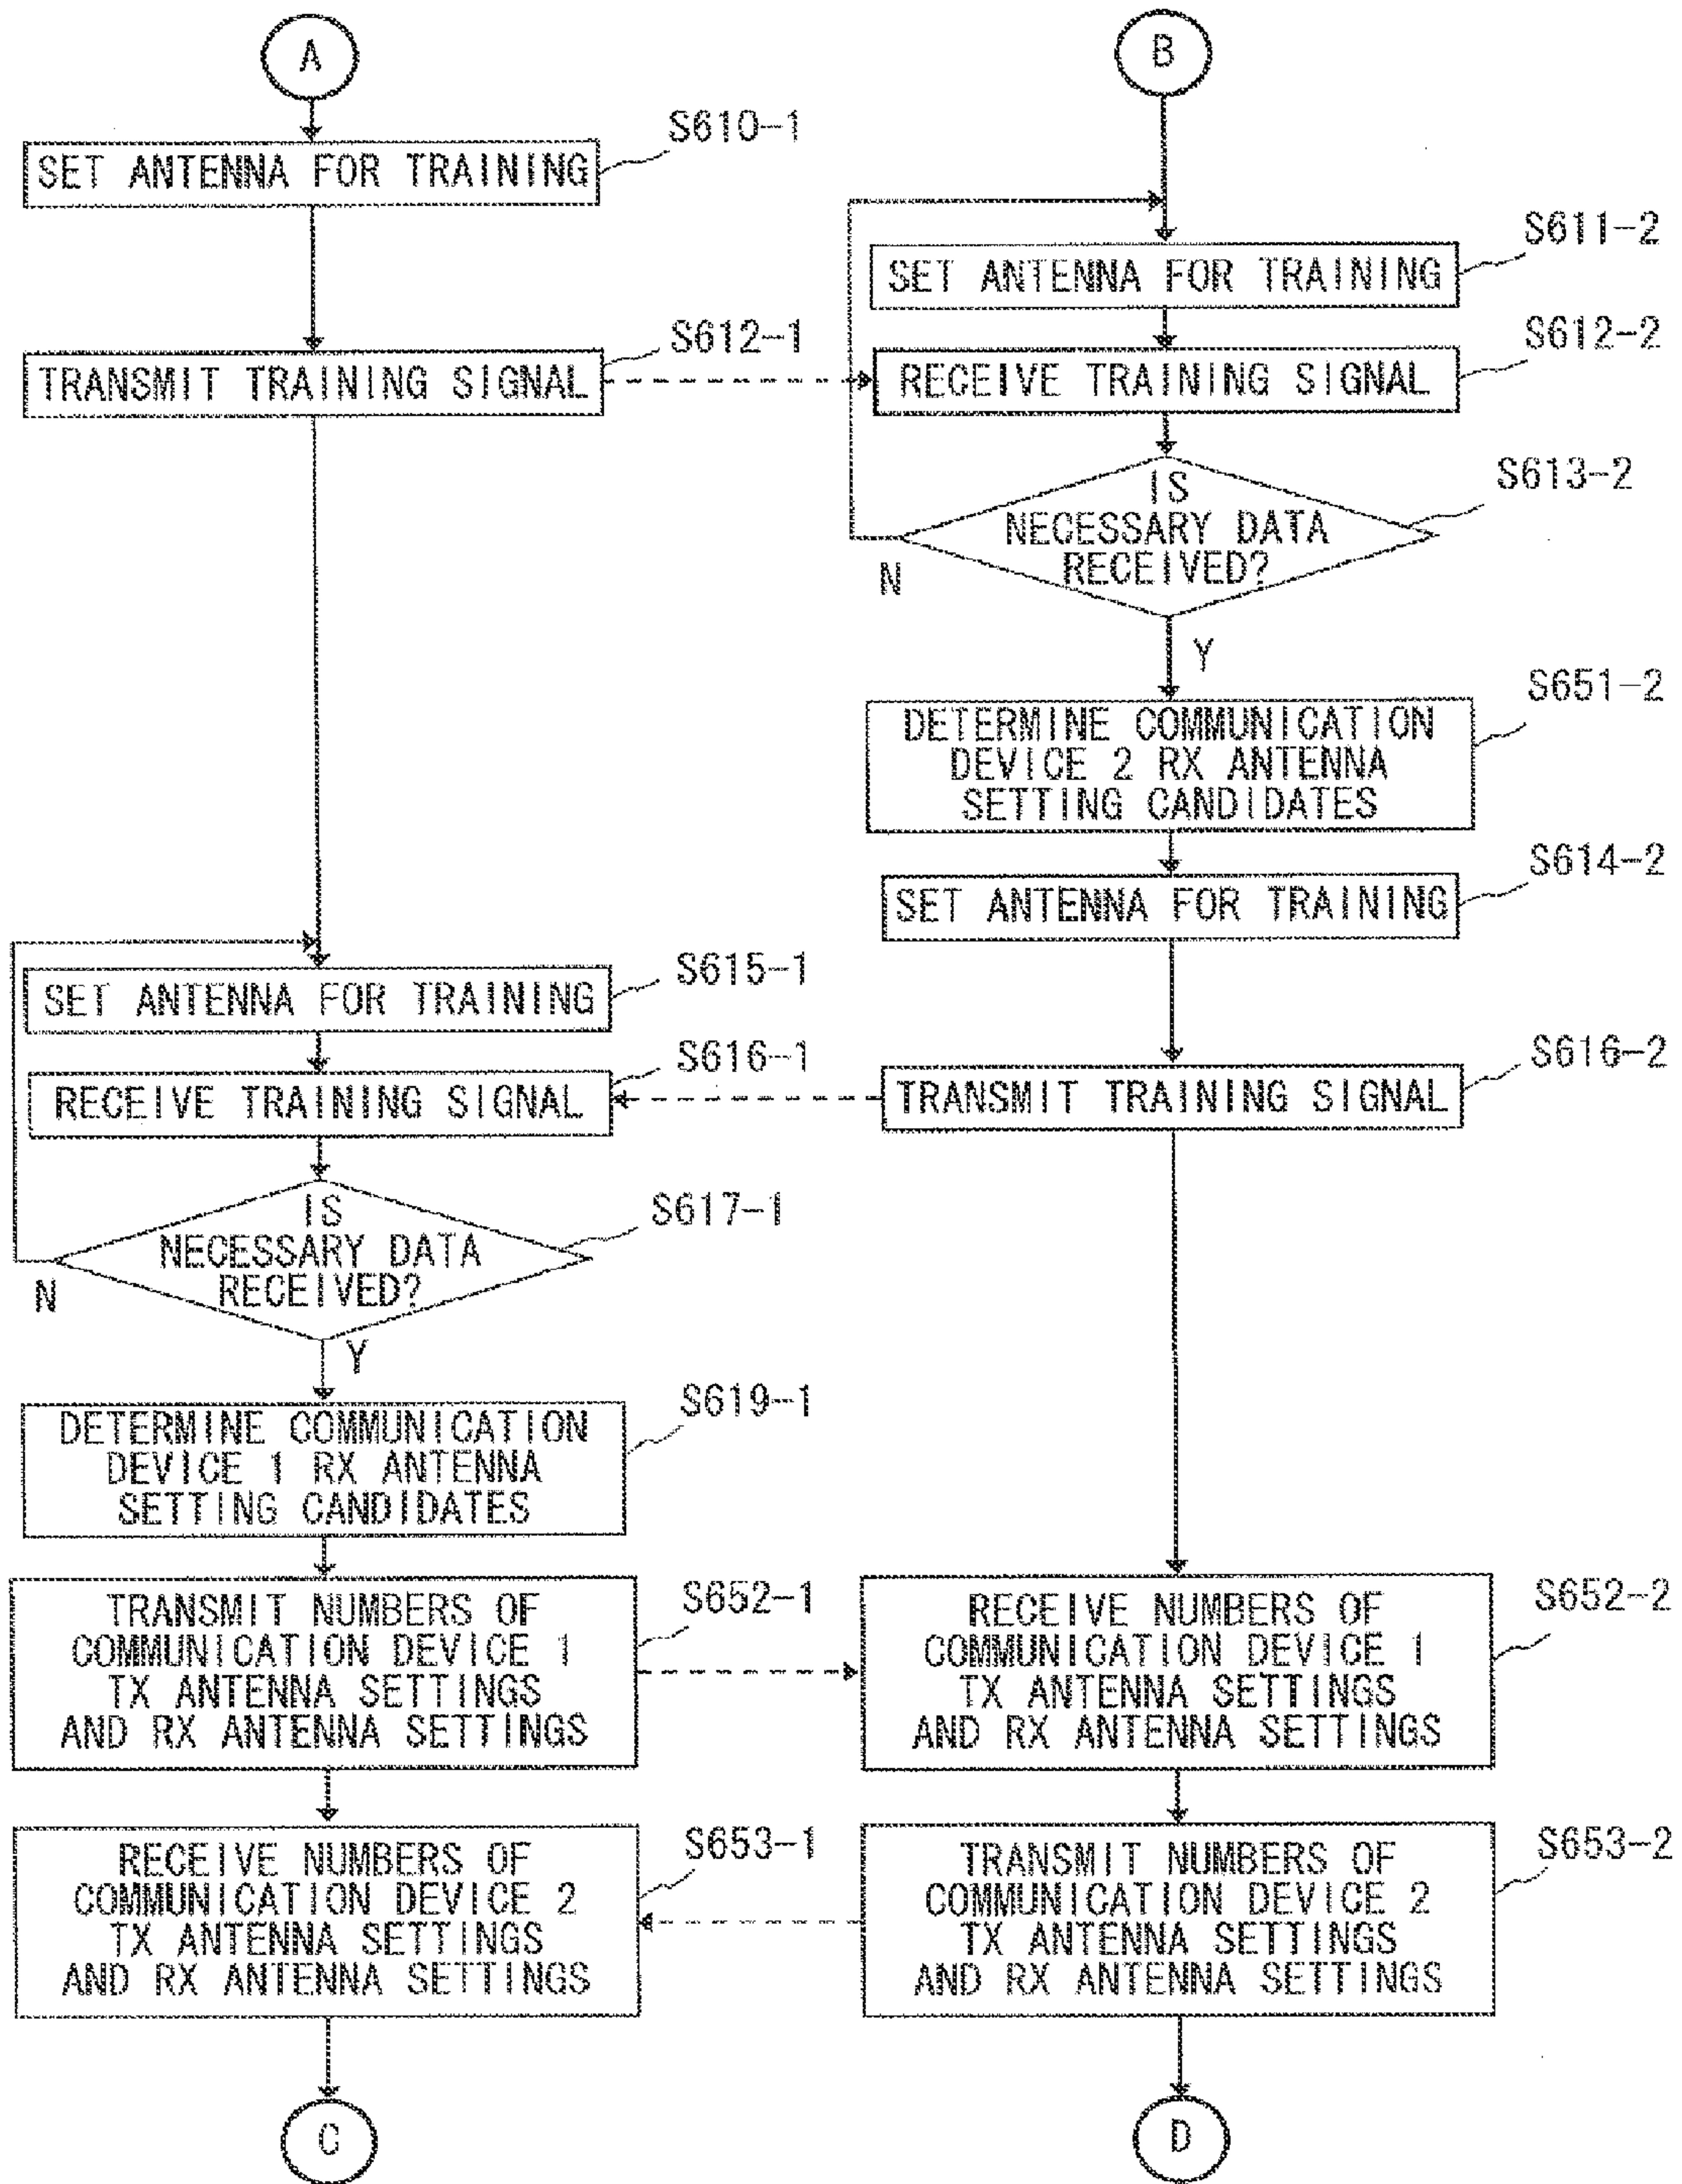 A
B
S610-1
SET ANTENNA FOR TRAINING
S611-2
SET ANTENNA FOR TRAINING
S612-1
TRANSMIT TRAINING SIGNAL
S612-2
RECEIVE TRAINING SIGNAL
S613-2
IS
NECESSARY DATA
RECEIVED?
N
Y
S651-2
DETERMINE COMMUNICATION
DEVICE 2 RX ANTENNA
SETTING CANDIDATES
S614-2
SET ANTENNA FOR TRAINING
S615-1
SET ANTENNA FOR TRAINING
S616-1
RECEIVE TRAINING SIGNAL
S616-2
TRANSMIT TRAINING SIGNAL
S617-1
IS
NECESSARY DATA
RECEIVED?
N
Y
S619-1
DETERMINE COMMUNICATION
DEVICE 1 RX ANTENNA
SETTING CANDIDATES
S652-1
TRANSMIT NUMBERS OF
COMMUNICATION DEVICE 1
TX ANTENNA SETTINGS
AND RX ANTENNA SETTINGS
S652-2
RECEIVE NUMBERS OF
COMMUNICATION DEVICE 1
TX ANTENNA SETTINGS
AND RX ANTENNA SETTINGS
S653-1
RECEIVE NUMBERS OF
COMMUNICATION DEVICE 2
TX ANTENNA SETTINGS
AND RX ANTENNA SETTINGS
S653-2
TRANSMIT NUMBERS OF
COMMUNICATION DEVICE 2
TX ANTENNA SETTINGS
AND RX ANTENNA SETTINGS
C
D